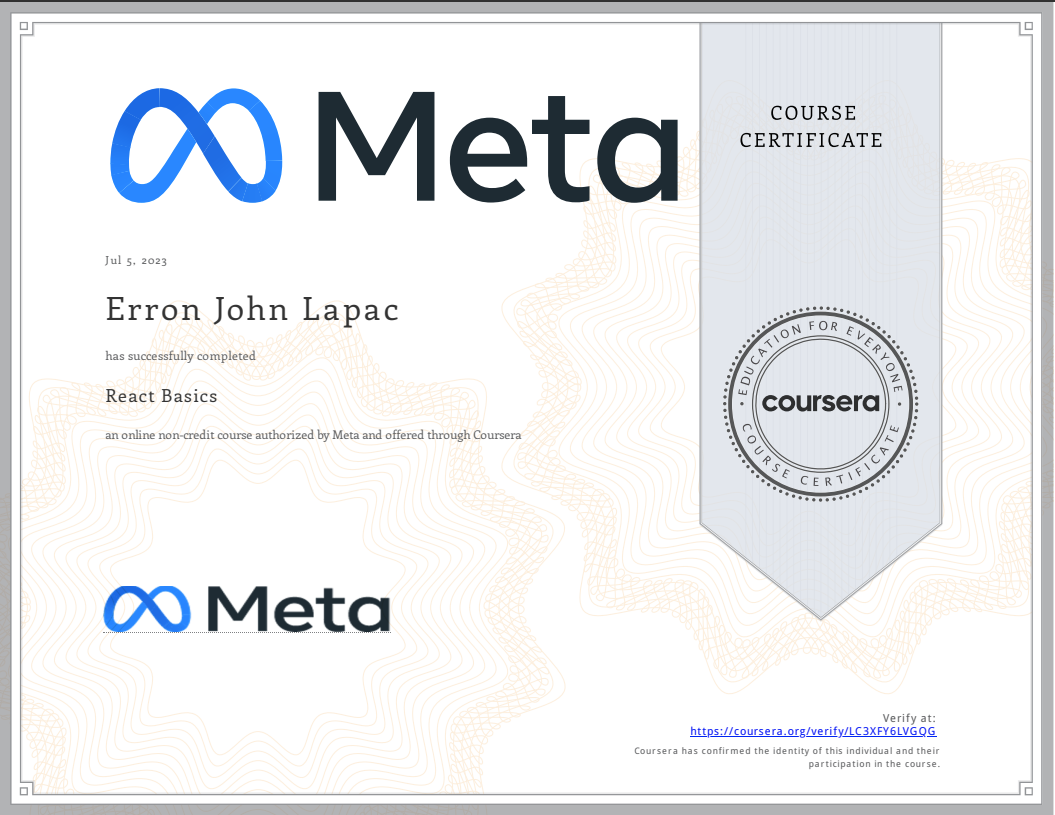 Meta
COURSE
CERTIFICATE
Jul 5, 2023
Erron John Lapac
has successfully completed
React Basics
an online non-credit course authorized by Meta and offered through Coursera
EDUCATION FOR EVERYONE
coursera
COURSE CERTIFICATE
Meta
Verify at:
https://coursera.org/verify/LC3XFY6LVGQG
Coursera has confirmed the identity of this individual and their
participation in the course.